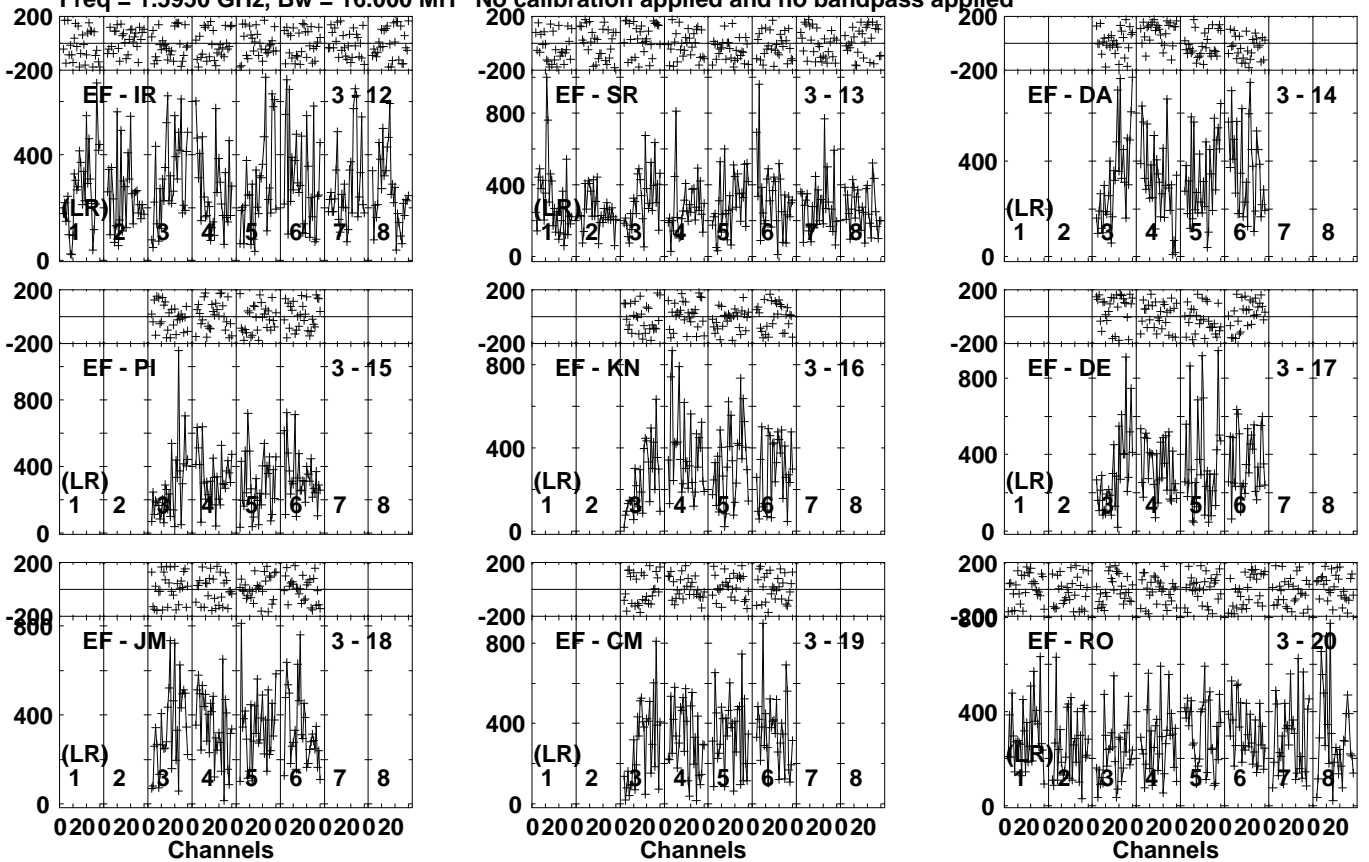 Freq = 1.5950 GHz, Bw = 16.000 MH No calibration applied and no bandpass applied
200 200 200
-200 -200 -200
EF - IR 3 - 12 EF - SR 3 - 13 EF - DA 3 - 14
800
400 400 400
(LR) (LR) (LR)
1 2 3 4 5 6 7 8 1 2 3 4 5 6 7 8 1 2 3 4 5 6 7 8
0 0 0
200 200 200
-200 -200 -200
EF - PI 3 - 15 EF - KN 3 - 16 EF - DE 3 - 17
800 800 800
400 400 400
(LR) (LR) (LR)
1 2 3 4 5 6 7 8 1 2 3 4 5 6 7 8 1 2 3 4 5 6 7 8
0 0 0
200 200 200
-200 -200 -200
800 800 800
EF - JM 3 - 18 EF - CM 3 - 19 EF - RO 3 - 20
400 400 400
(LR) (LR) (LR)
1 2 3 4 5 6 7 8 1 2 3 4 5 6 7 8 1 2 3 4 5 6 7 8
0 0 0
0 20 0 20 0 20 0 20 0 20 0 20 0 20 0 20 0 20 0 20 0 20 0 20 0 20 0 20 0 20 0 20 0 20 0 20 0 20 0 20 0 20 0 20 0 20 0 20
Channels Channels Channels